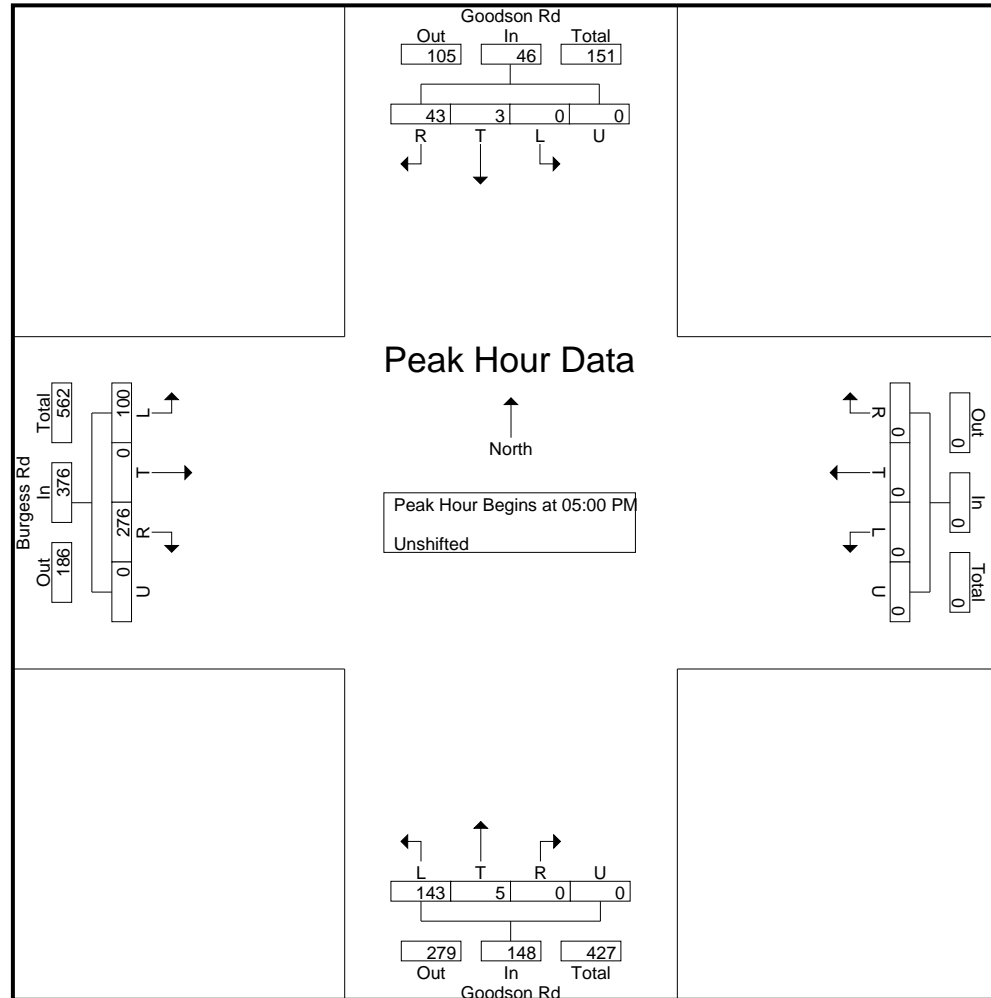 Goodson Rd
Out In Total
105 46 151
43 3 0 0
R T L U
Peak Hour Data
North
Peak Hour Begins at 05:00 PM
Unshifted
Burgess Rd
Out In Total
186 376 562
U R T L
0 276 0 100
Out In Total
0 0 0
R T L U
0 0 0 0
L T R U
143 5 0 0
279 148 427
Out In Total
Goodson Rd